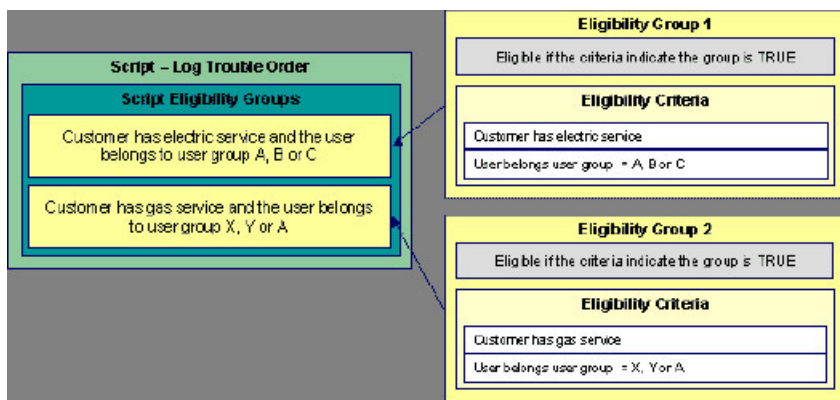 Script – Log Trouble Order
Script Eligibility Groups
Customer has electric service and the user
belongs to user group A, B or C
Customer has gas service and the user belongs
to user group X, Y or A
Eligibility Group 1
Eligible if the criteria indicate the group is TRUE
Eligibility Criteria
Customer has electric service
User belongs user group = A, B or C
Eligibility Group 2
Eligible if the criteria indicate the group is TRUE
Eligibility Criteria
Customer has gas service
User belongs user group = X, Y or A